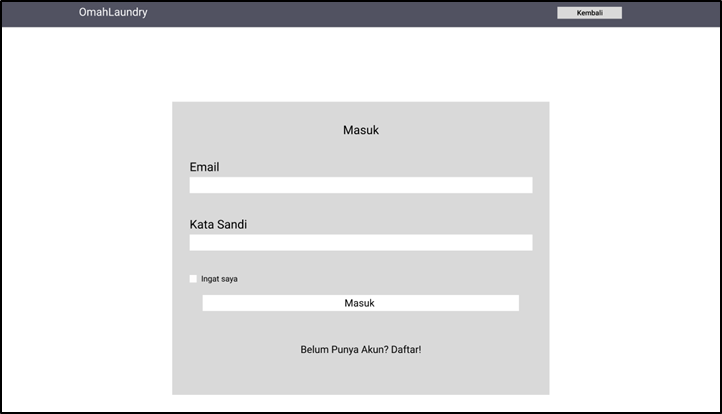 OmahLaundry
Kembali
Masuk
Email
Kata Sandi
Ingat saya
Masuk
Belum Punya Akun? Daftar!